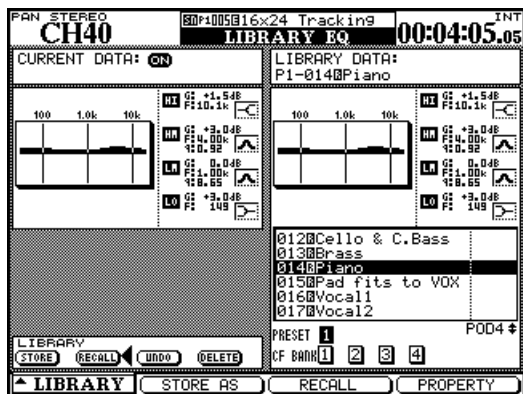 PAN STEREO
CH40
16x24 Tracking
LIBRARY EQ
INT
00:04:05.05
CURRENT DATA: ON
LIBRARY DATA:
P1-014 Piano
100 1.0k 10k
HI G: +1.5dB
F:10.1k
HM G: +3.0dB
F:4.00k
Q:0.92
LM G: 0.0dB
F:1.00k
Q:8.65
LO G: +3.0dB
F: 149
100 1.0k 10k
HI G: +1.5dB
F:10.1k
HM G: +3.0dB
F:4.00k
Q:0.92
LM G: 0.0dB
F:1.00k
Q:8.65
LO G: +3.0dB
F: 149
012 Cello & C.Bass
013 Brass
014 Piano
015 Pad fits to VOX
016 Vocal1
017 Vocal2
LIBRARY
STORE RECALL UNDO DELETE
PRESET 1
POD4
CF BANK 1 2 3 4
LIBRARY STORE AS RECALL PROPERTY